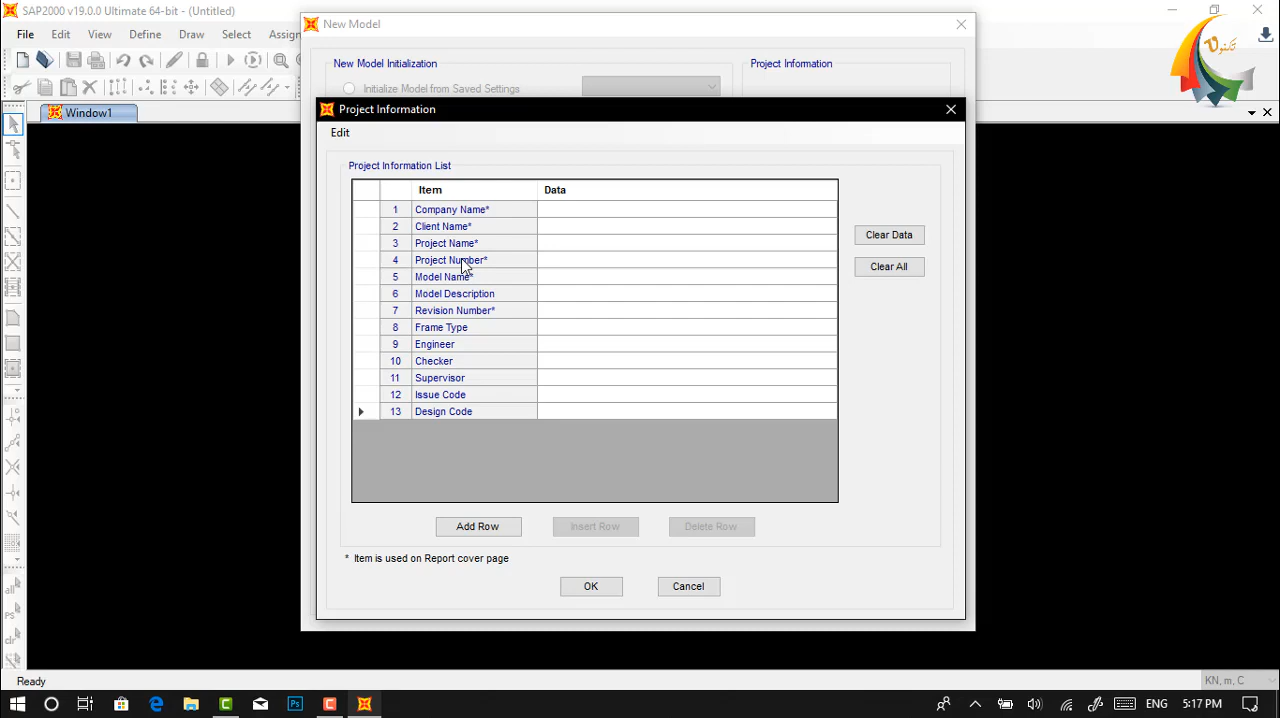 SAP2000 v19.0.0 Ultimate 64-bit - (Untitled)
File Edit View Define Draw Select Assign
Window1
New Model
New Model Initialization
Project Information
Initialize Model from Saved Settings
Project Information
Edit
Project Information List
Item Data
1 Company Name*
2 Client Name*
3 Project Name*
4 Project Number*
5 Model Name*
6 Model Description
7 Revision Number*
8 Frame Type
9 Engineer
10 Checker
11 Supervisor
12 Issue Code
13 Design Code
Clear Data
Clear All
Add Row Insert Row Delete Row
* Item is used on Report cover page
OK Cancel
all
Ps
clr
Ready
KN, m, C
Ps
C
C
ENG 5:17 PM